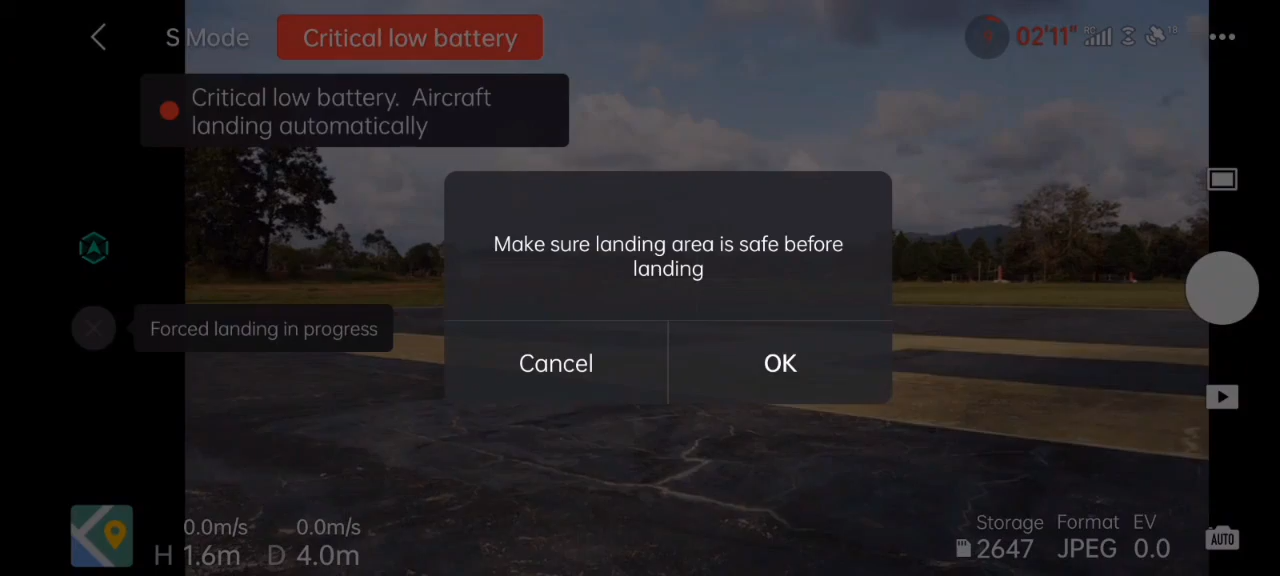 S Mode
Critical low battery
02'11"
RC
18
Critical low battery. Aircraft
landing automatically
Make sure landing area is safe before
landing
Forced landing in progress
Cancel
OK
0.0m/s 0.0m/s
H 1.6m D 4.0m
Storage Format EV
2647 JPEG 0.0
AUTO